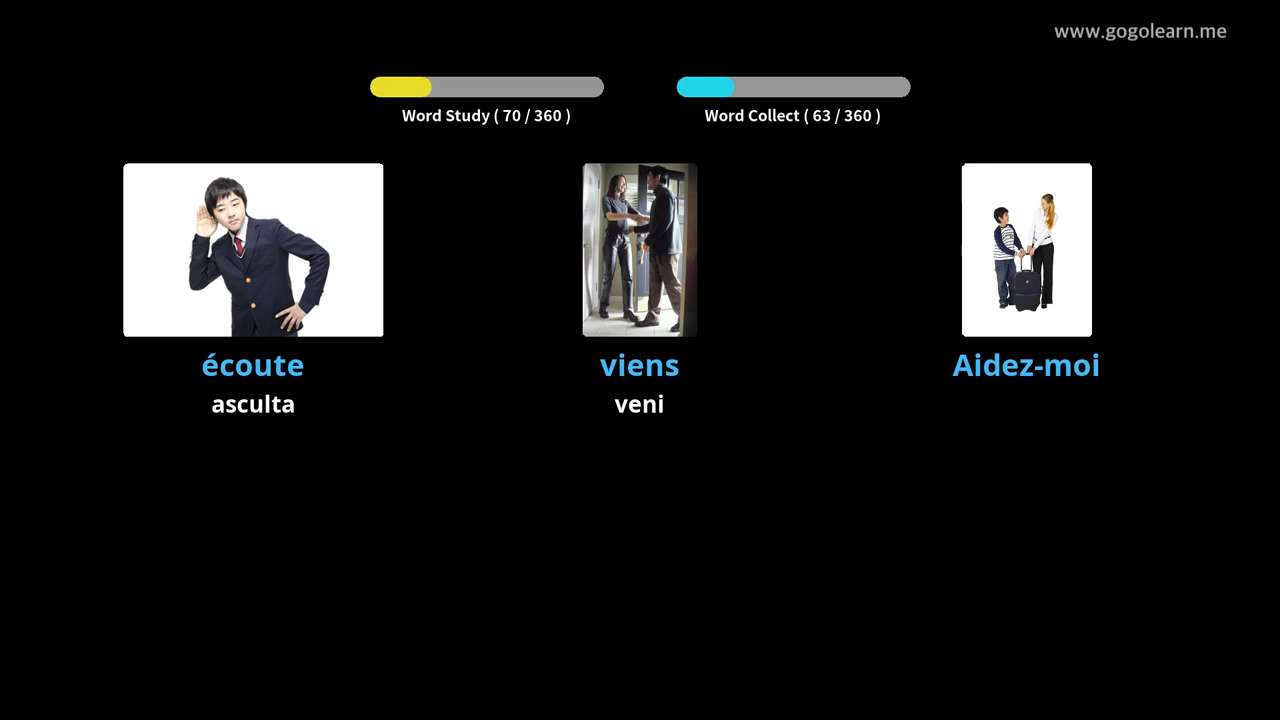 www.gogolearn.me
Word Study ( 70 / 360 )
Word Collect ( 63 / 360 )
écoute
viens
Aidez-moi
asculta
veni